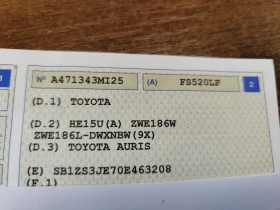 Nº A471343MI25 (A) FS520LF 2
(D.1) TOYOTA
(D.2) HE15U(A) ZWE186W
ZWE186L-DWXNBW(9X)
(D.3) TOYOTA AURIS
(E) SB1ZS3JE70E463208
(F.1)